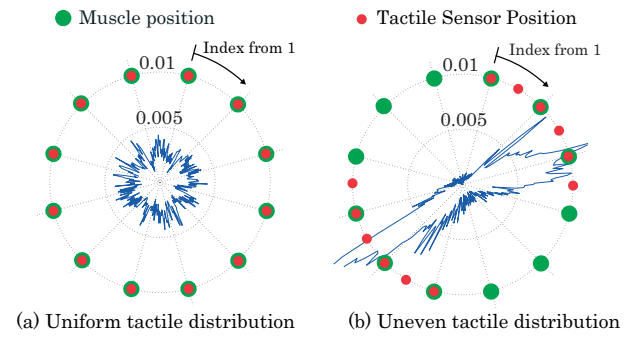 Muscle position
Tactile Sensor Position
Index from 1
0.01
0.005
Index from 1
0.01
0.005
(a) Uniform tactile distribution
(b) Uneven tactile distribution